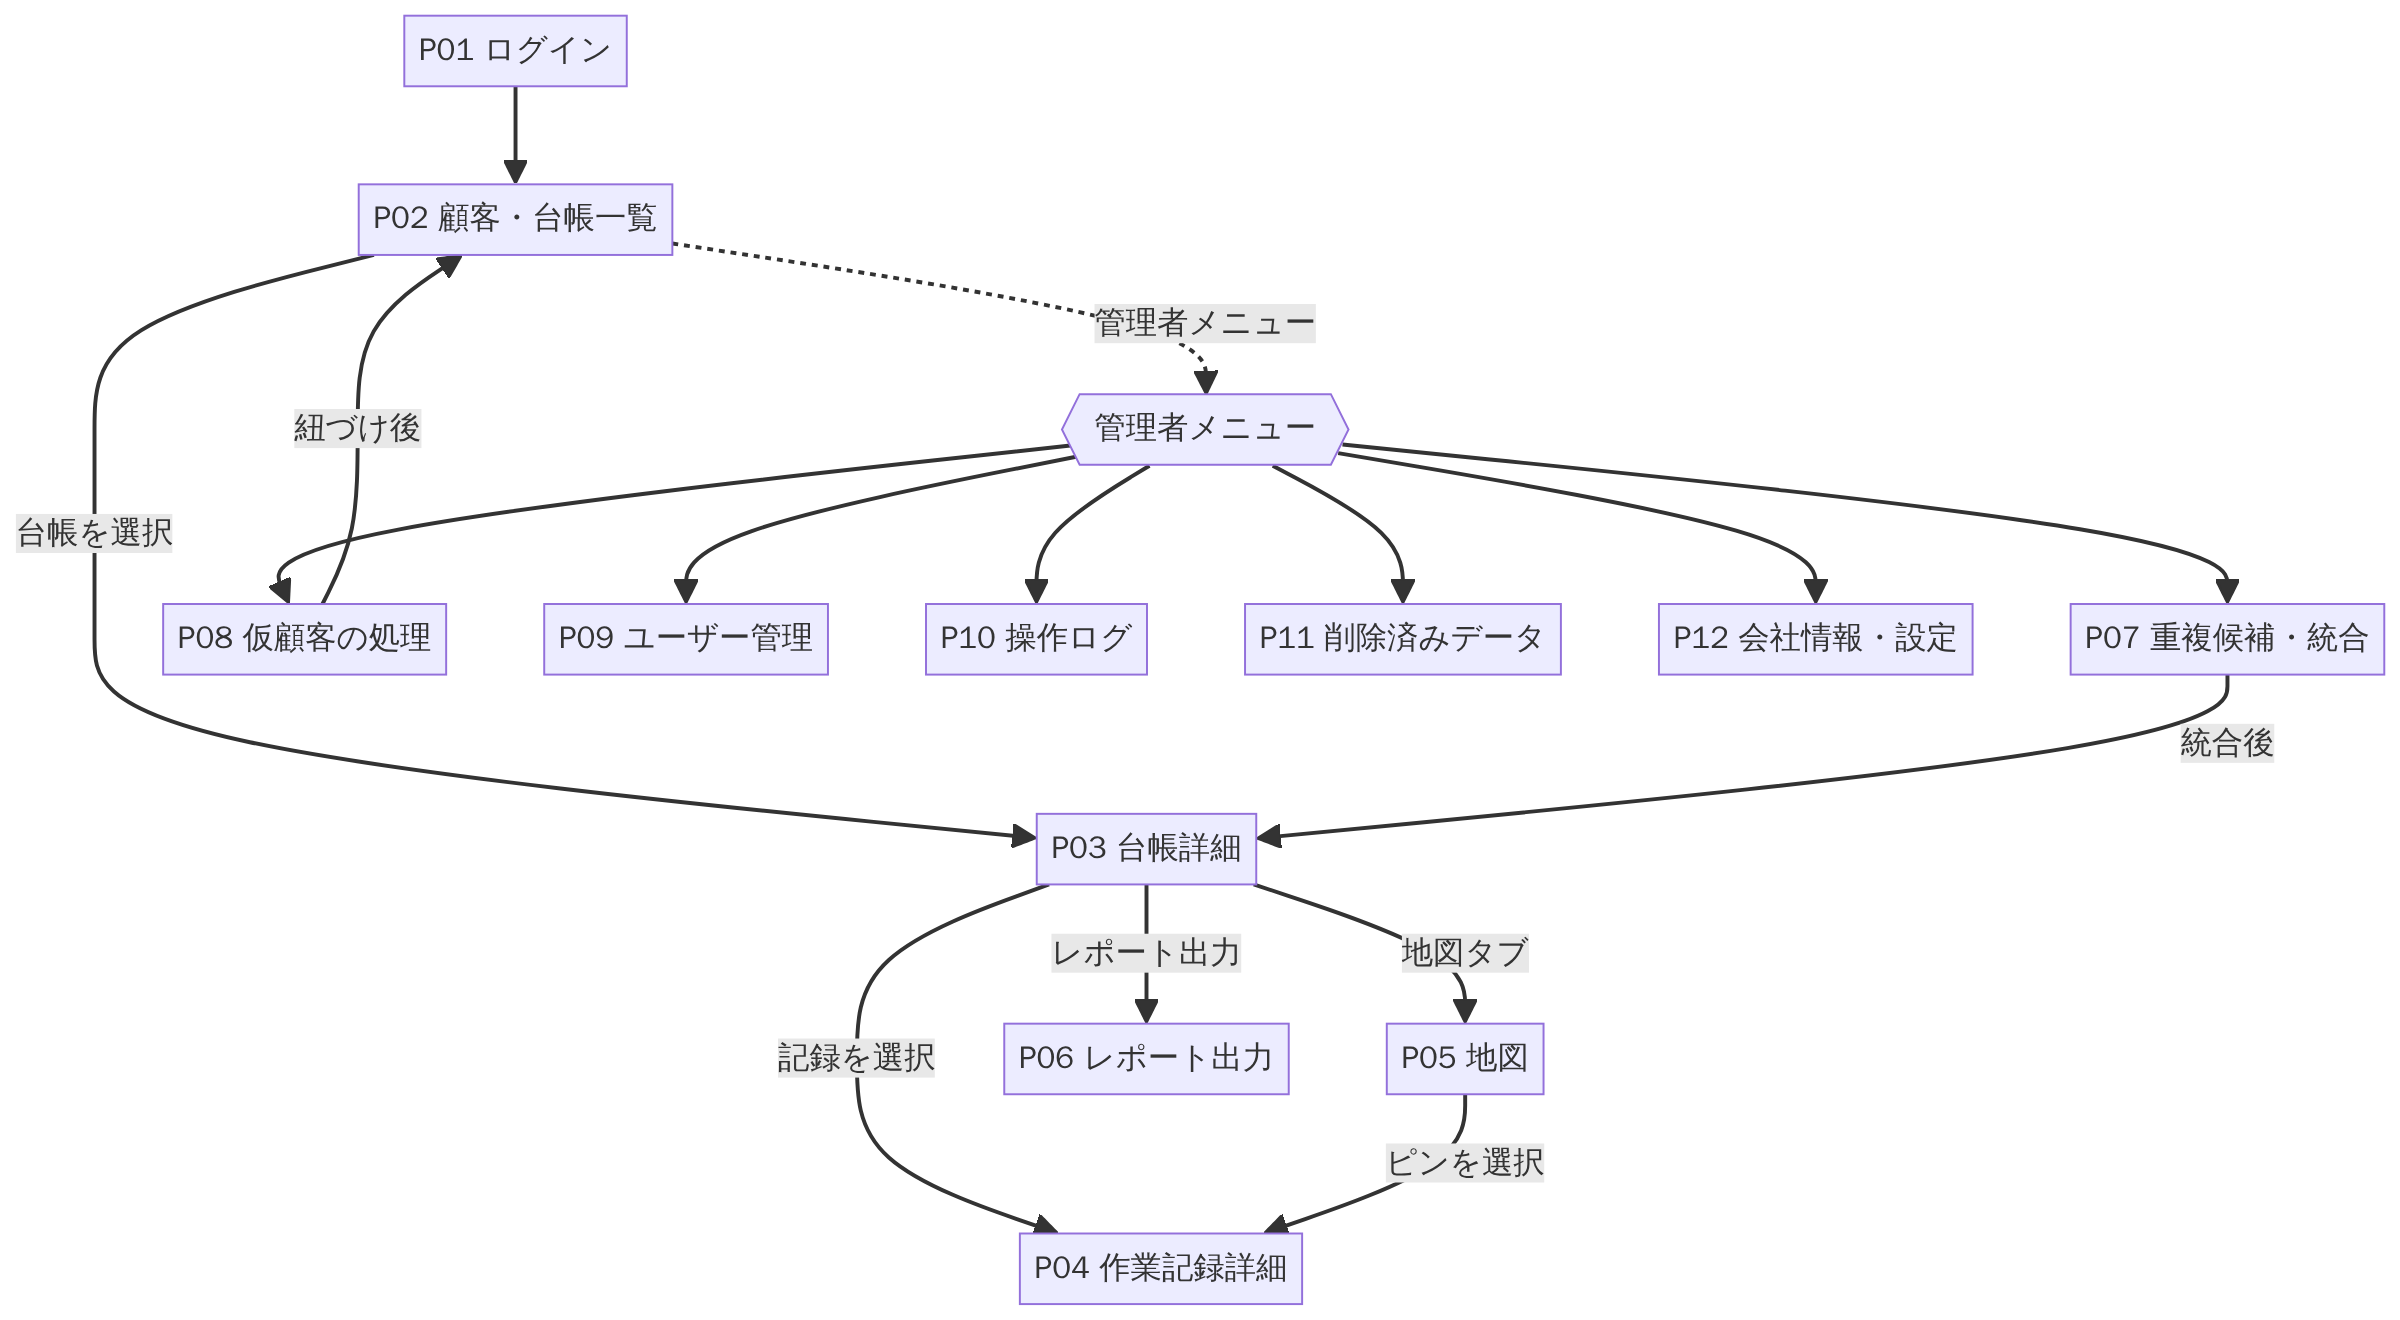 P01 ログイン
P02 顧客・台帳一覧
管理者メニュー
管理者メニュー
紐づけ後
台帳を選択
P08 仮顧客の処理
P09 ユーザー管理
P10 操作ログ
P11 削除済みデータ
P12 会社情報・設定
P07 重複候補・統合
統合後
P03 台帳詳細
レポート出力
地図タブ
記録を選択
P06 レポート出力
P05 地図
ピンを選択
P04 作業記録詳細